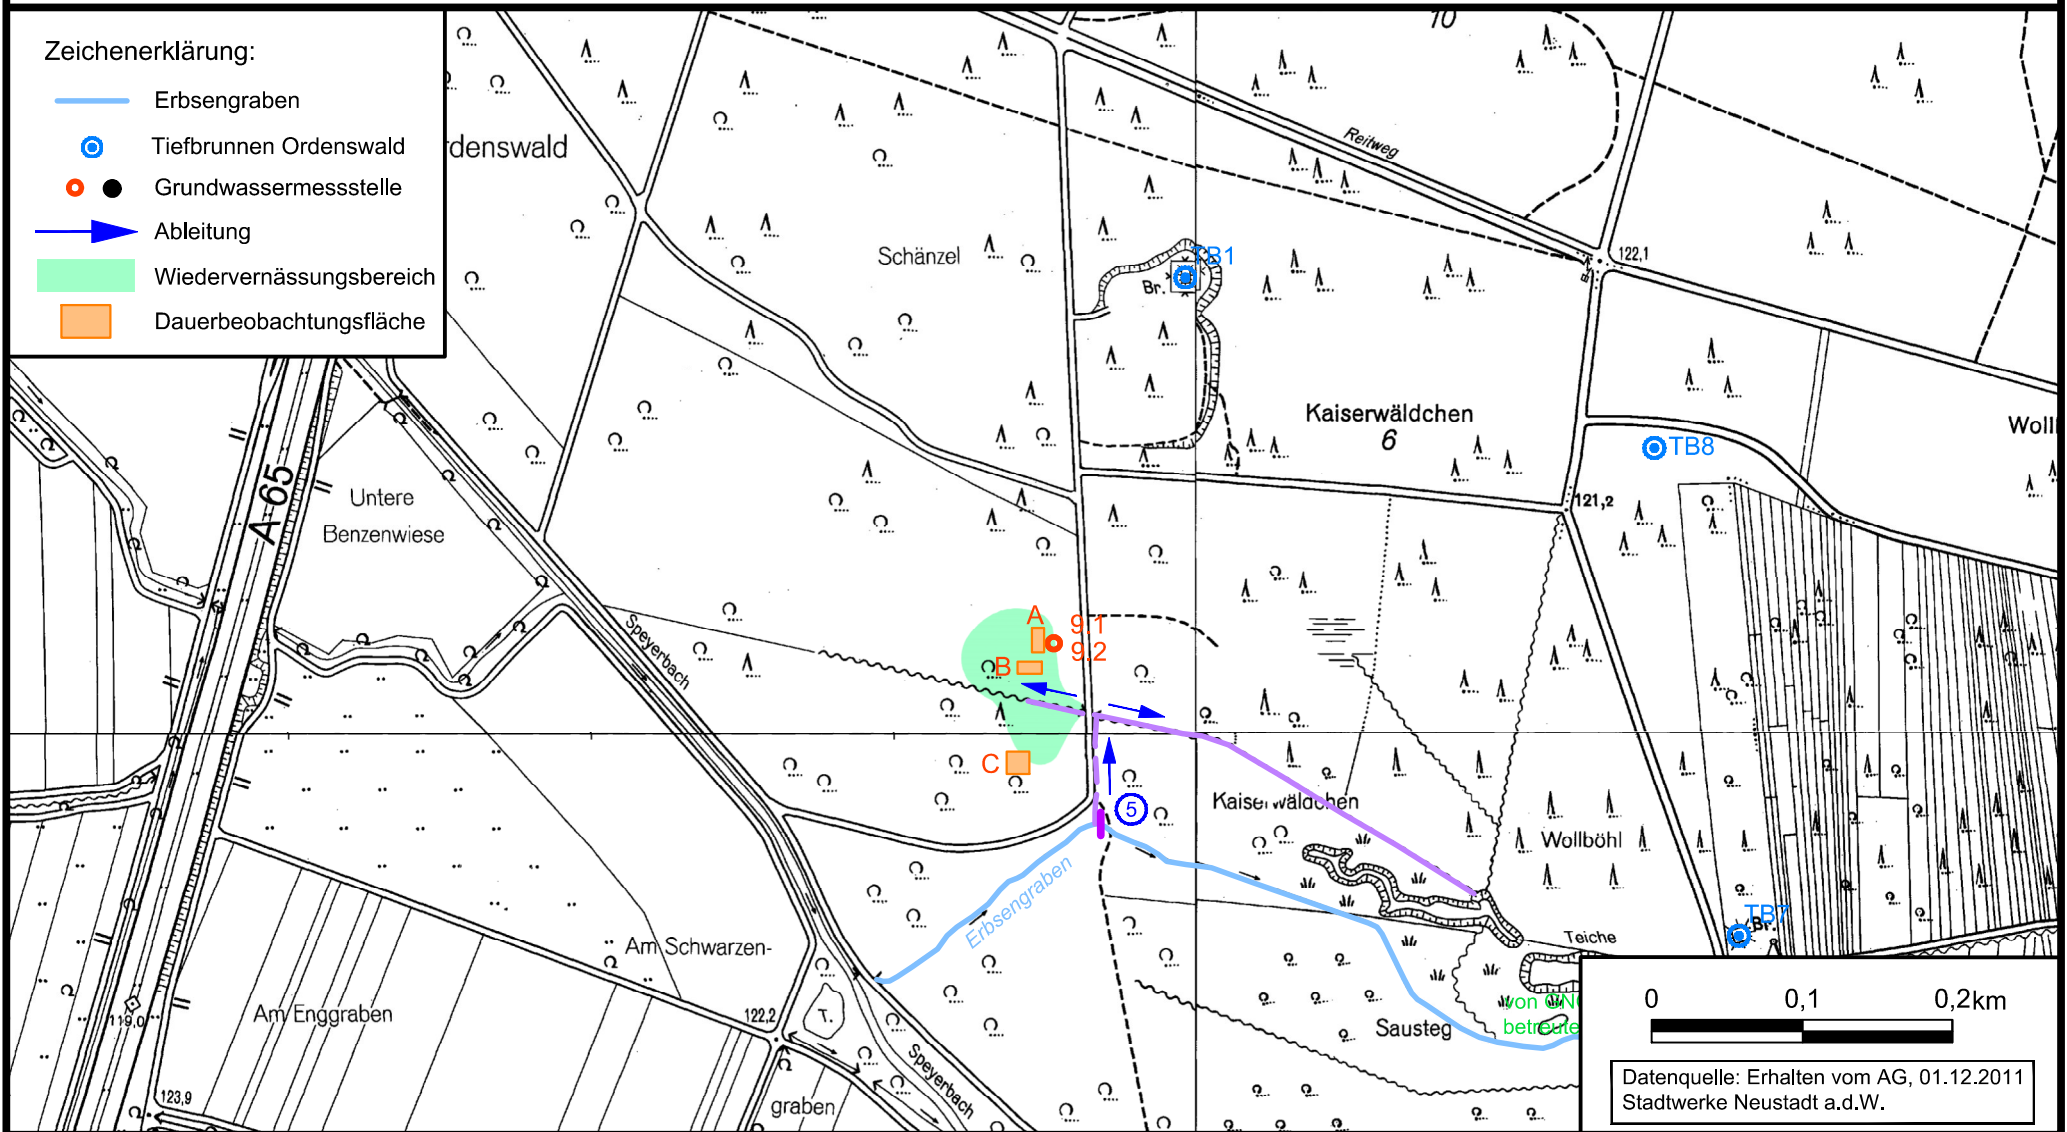 Zeichenerklärung:
Erbsengraben
Tiefbrunnen Ordenswald
Grundwassermessstelle
Ableitung
Wiedervernässungsbereich
Dauerbeobachtungsfläche
10
rdenswald
Reitweg
Schänzel
TB1
Br.
122,1
Kaiserwäldchen
6
TB8
Woll
A 65
Untere
Benzenwiese
121,2
Speyerbach
A
9.1
9.2
B
C
5
Kaiserwäldchen
Wollböhl
Erbsengraben
TB7
Br.
Teiche
Am Schwarzen-
Am Enggraben
119,0
122,2
T.
von GN
betreute
Sausteg
Speyerbach
graben
123,9
0
0,1
0,2km
Datenquelle: Erhalten vom AG, 01.12.2011
Stadtwerke Neustadt a.d.W.